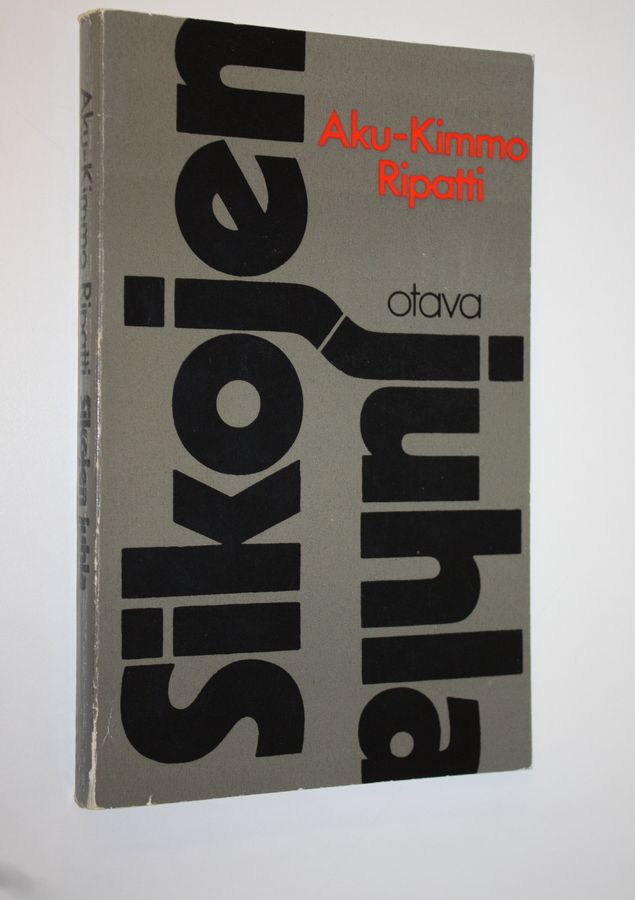 Aku-Kimmo
Ripatti
otava
Sikojen
juhla
Aku-Kimmo Ripatti Sikojen juhla